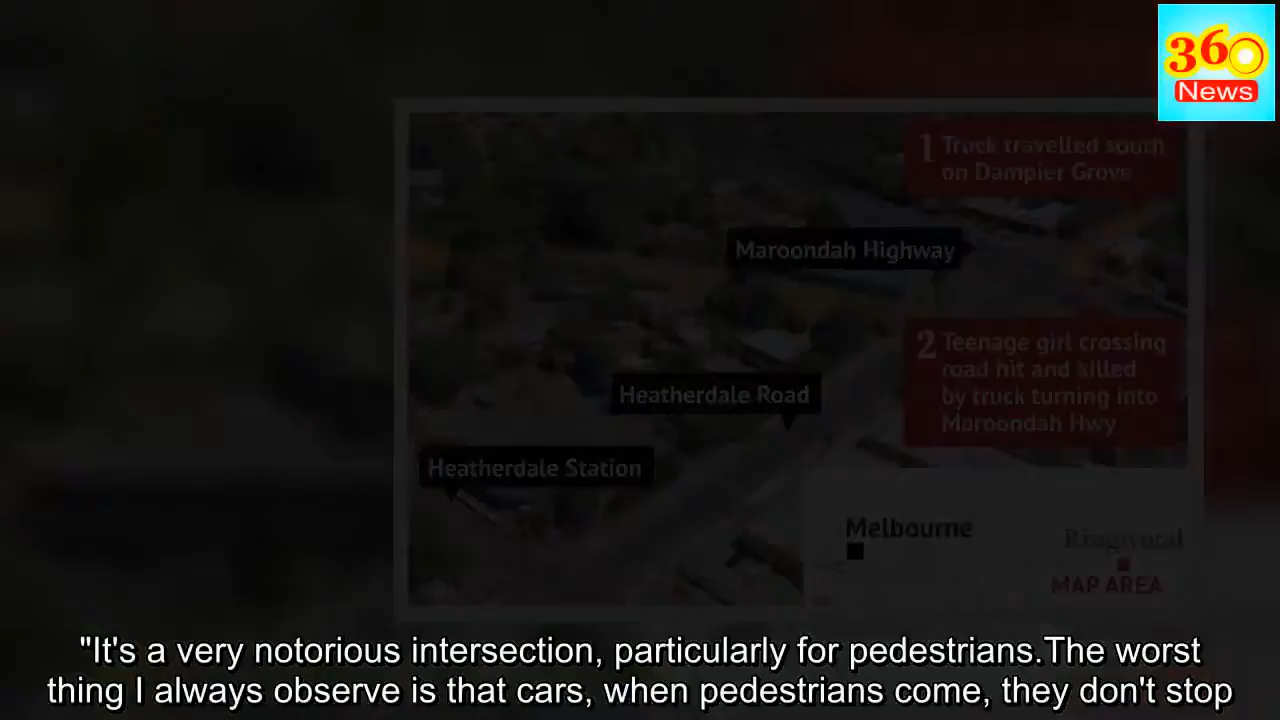 360
News
1 Truck travelled south
on Dampier Grove
Maroondah Highway
2 Teenage girl crossing
road hit and killed
by truck turning into
Maroondah Hwy
Heatherdale Road
Heatherdale Station
Melbourne
Ringwood
MAP AREA
"It's a very notorious intersection, particularly for pedestrians.The worst
thing I always observe is that cars, when pedestrians come, they don't stop